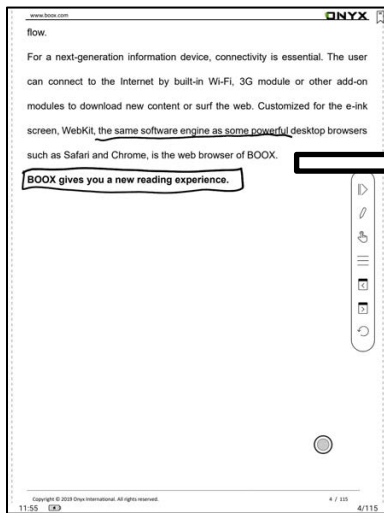 www.boox.com
ONYX
flow.
For a next-generation information device, connectivity is essential. The user
can connect to the Internet by built-in Wi-Fi, 3G module or other add-on
modules to download new content or surf the web. Customized for the e-ink
screen, WebKit, the same software engine as some powerful desktop browsers
such as Safari and Chrome, is the web browser of BOOX.
BOOX gives you a new reading experience.
Copyright © 2019 Onyx International. All rights reserved.
4 / 115
11:55
4/115